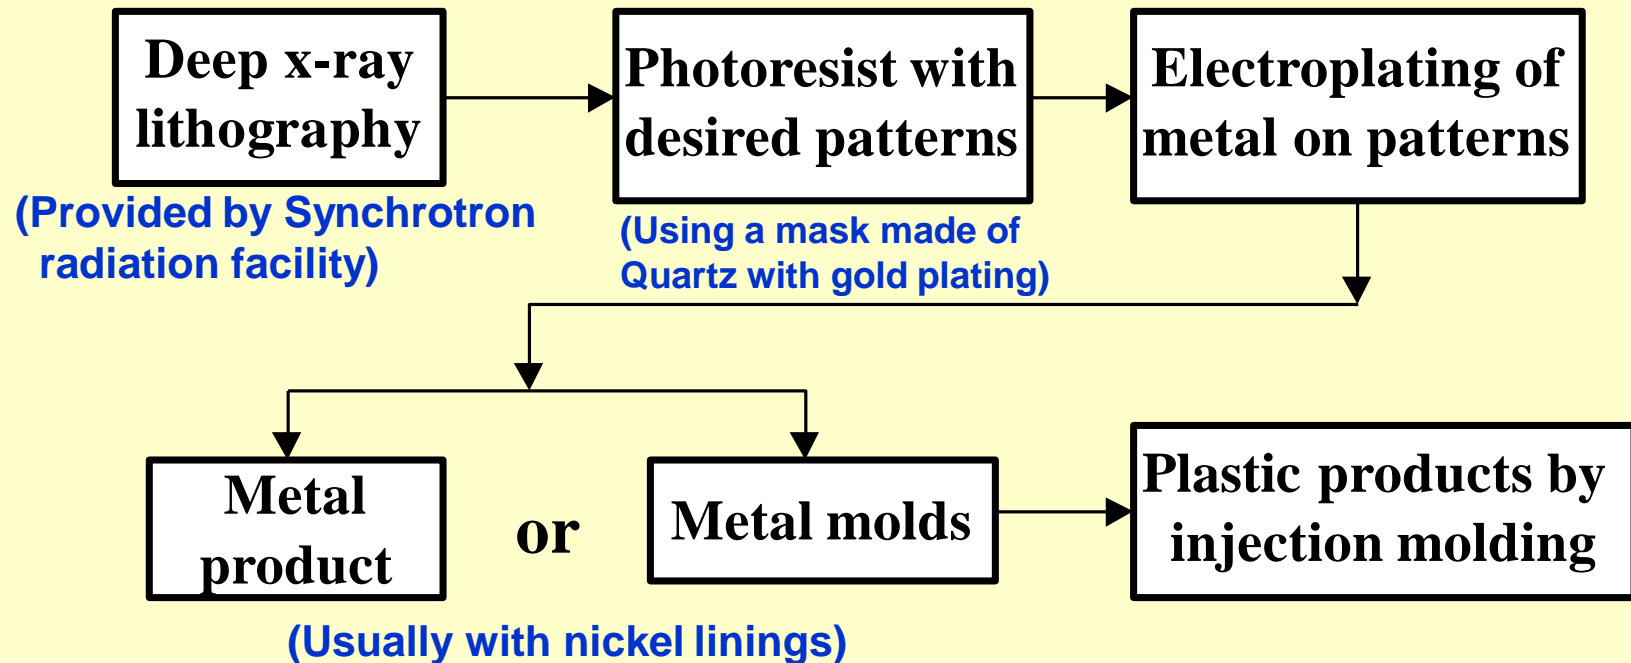 Deep x-ray
lithography
(Provided by Synchrotron
radiation facility)
Photoresist with
desired patterns
(Using a mask made of
Quartz with gold plating)
Electroplating of
metal on patterns
Metal
product
or
Metal molds
(Usually with nickel linings)
Plastic products by
injection molding